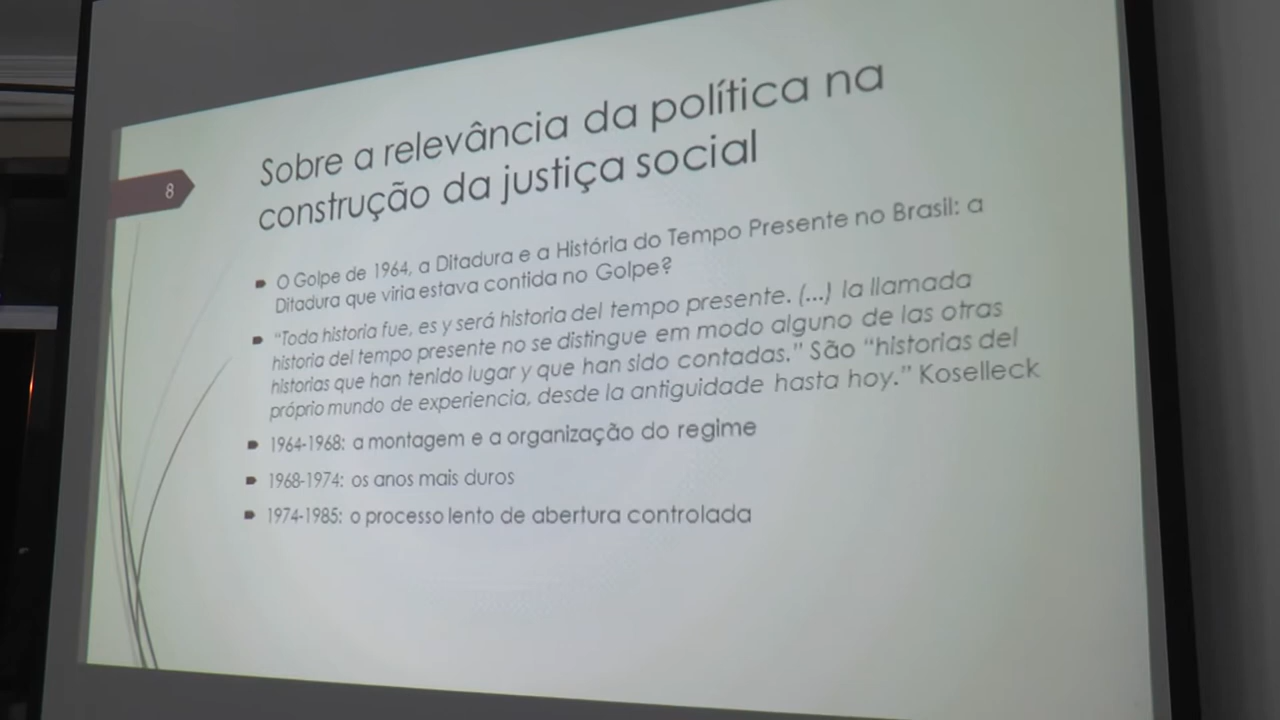 8
Sobre a relevância da política na
construção da justiça social
O Golpe de 1964, a Ditadura e a História do Tempo Presente no Brasil: a
Ditadura que viria estava contida no Golpe?
“Toda historia fue, es y será historia del tempo presente. (...) la llamada
historia del tempo presente no se distingue em modo alguno de las otras
historias que han tenido lugar y que han sido contadas.” São “historias del
próprio mundo de experiencia, desde la antiguidade hasta hoy.” Koselleck
1964-1968: a montagem e a organização do regime
1968-1974: os anos mais duros
1974-1985: o processo lento de abertura controlada